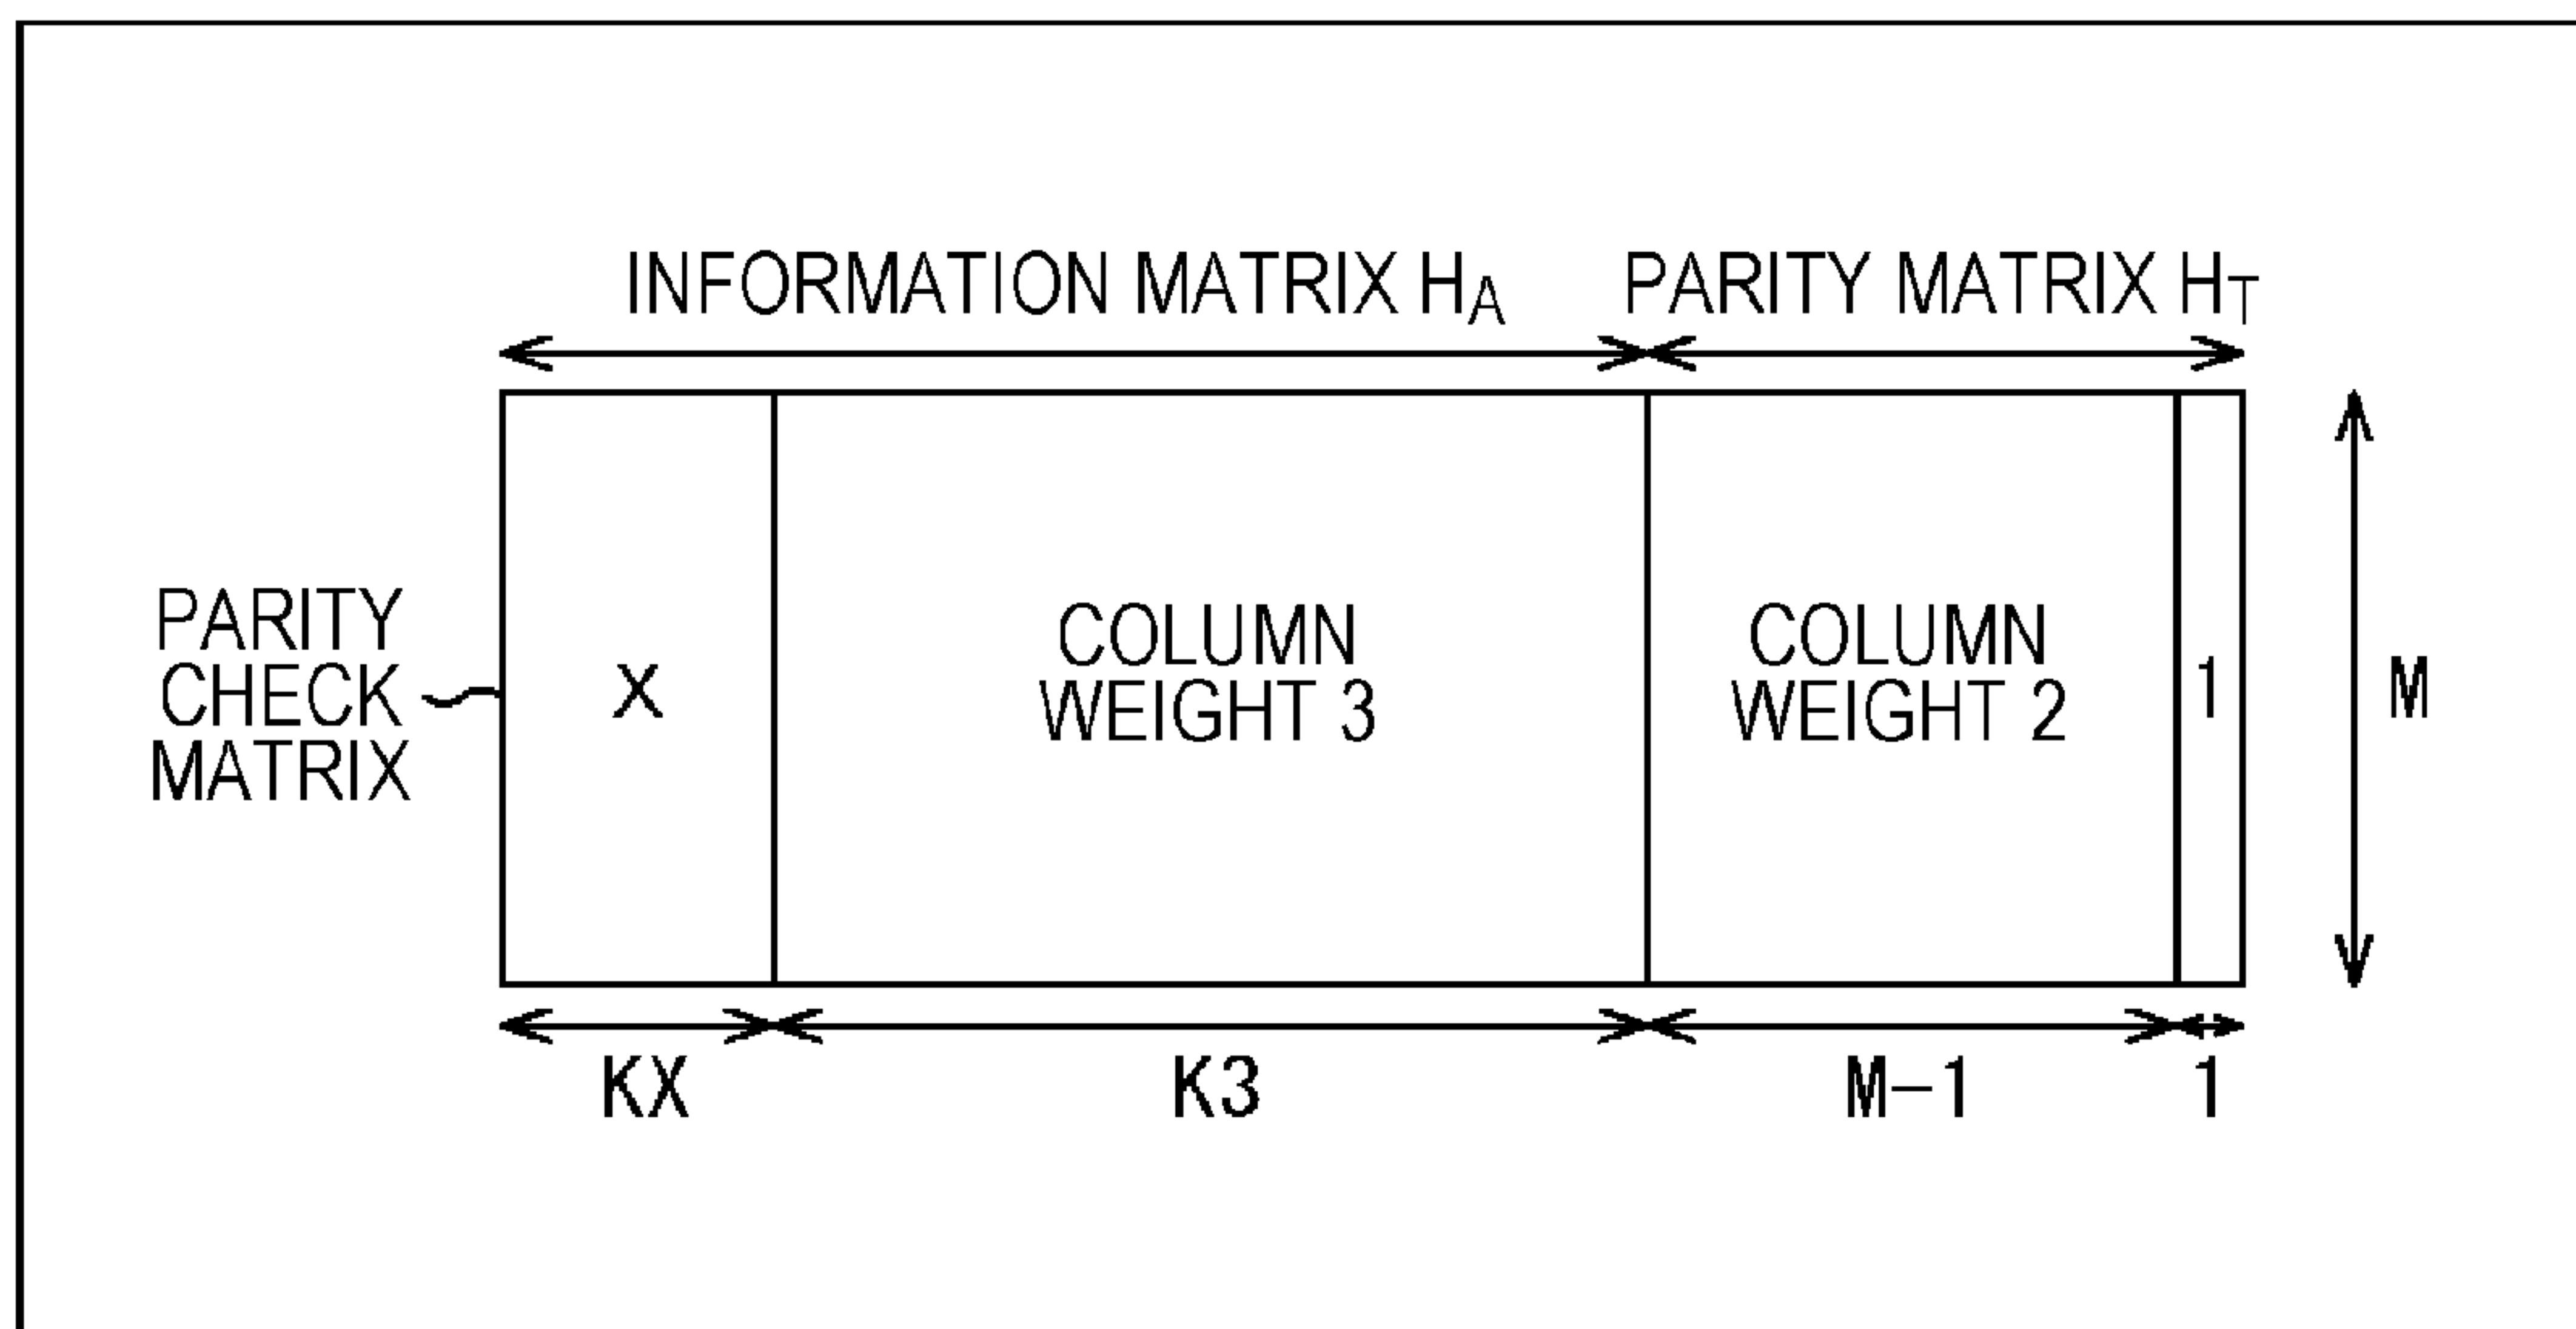 INFORMATION MATRIX HA
PARITY MATRIX HT
PARITY
CHECK
MATRIX
X
COLUMN
WEIGHT 3
COLUMN
WEIGHT 2
1
M
KX
K3
M-1
1